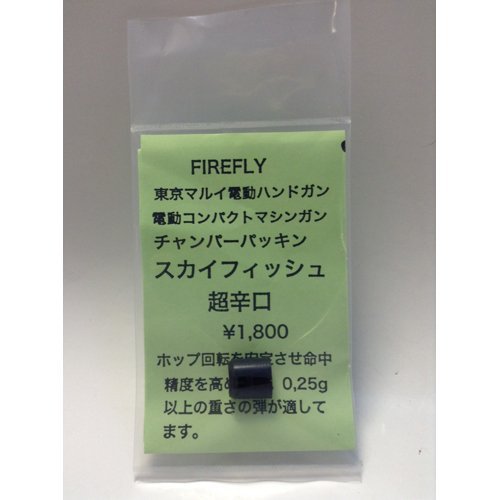 FIREFLY
東京マルイ電動ハンドガン
電動コンパクトマシンガン
チャンバーパッキン
スカイフィッシュ
超辛口
¥1,800
ホップ回転を安定させ命中
精度を高め 0,25g
以上の重さの弾が適して
ます。